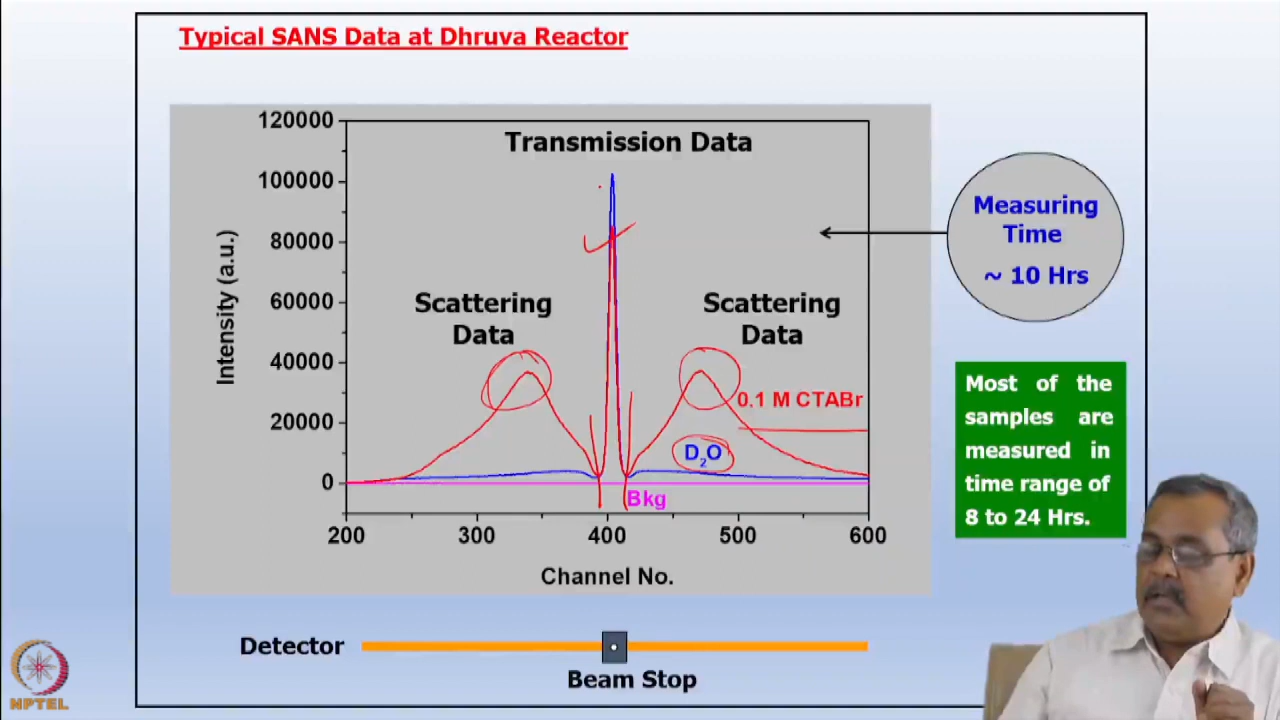 Typical SANS Data at Dhruva Reactor
120000
100000
80000
60000
40000
20000
0
Intensity (a.u.)
Transmission Data
Scattering
Data
Scattering
Data
0.1 M CTABr
D₂O
Bkg
200
300
400
500
600
Channel No.
Measuring
Time
~ 10 Hrs
Most of the
samples are
measured in
time range of
8 to 24 Hrs.
Detector
Beam Stop
NPTEL